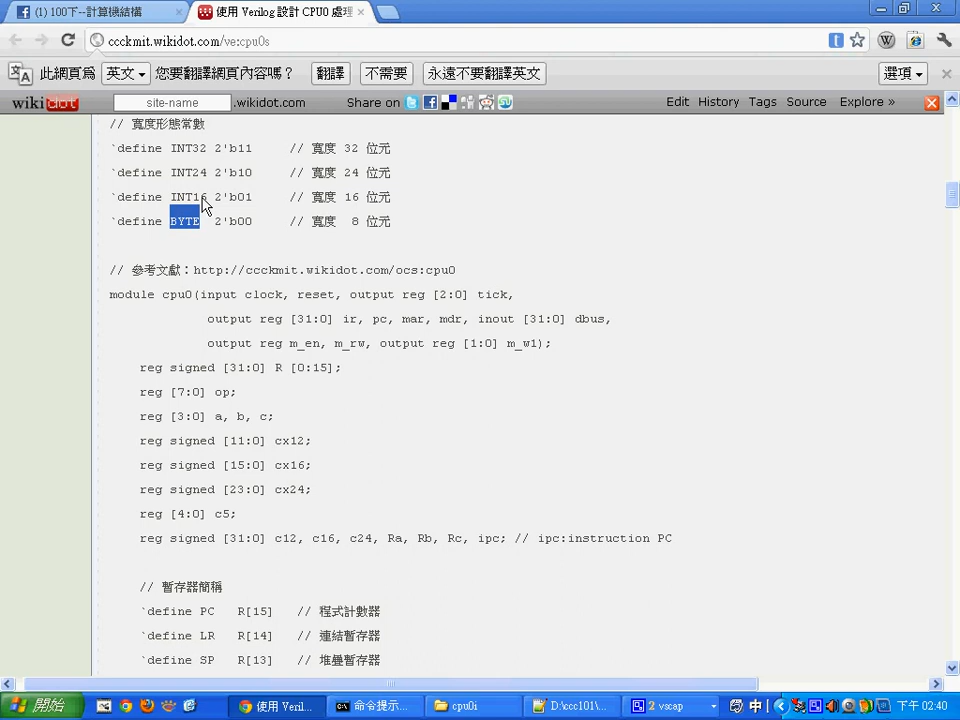 (1) 100下--計算機結構
使用 Verilog 設計 CPU0 處理
ccckmit.wikidot.com/ve:cpu0s
此網頁爲 英文 您要翻譯網頁內容嗎？ 翻譯 不需要 永遠不要翻譯英文 選項
wikidot site-name .wikidot.com Share on Edit History Tags Source Explore »
// 寬度形態常數
`define INT32 2'b11 // 寬度 32 位元
`define INT24 2'b10 // 寬度 24 位元
`define INT16 2'b01 // 寬度 16 位元
`define BYTE 2'b00 // 寬度 8 位元
// 參考文獻：http://ccckmit.wikidot.com/ocs:cpu0
module cpu0(input clock, reset, output reg [2:0] tick,
output reg [31:0] ir, pc, mar, mdr, inout [31:0] dbus,
output reg m_en, m_rw, output reg [1:0] m_w1);
reg signed [31:0] R [0:15];
reg [7:0] op;
reg [3:0] a, b, c;
reg signed [11:0] cx12;
reg signed [15:0] cx16;
reg signed [23:0] cx24;
reg [4:0] c5;
reg signed [31:0] c12, c16, c24, Ra, Rb, Rc, ipc; // ipc:instruction PC
// 暫存器簡稱
`define PC R[15] // 程式計數器
`define LR R[14] // 連結暫存器
`define SP R[13] // 堆疊暫存器
開始 使用 Veril... 命令提示... cpu0i D:\ccc101\... 2 vscap 中 下午 02:40